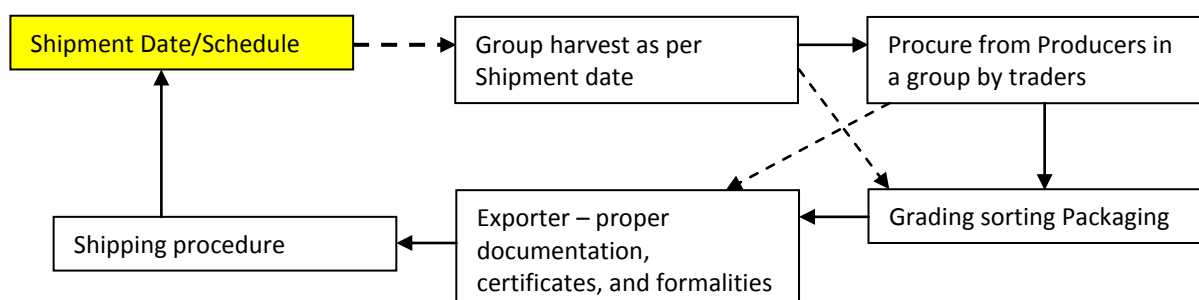 Shipment Date/Schedule
Group harvest as per
Shipment date
Procure from Producers in
a group by traders
Shipping procedure
Exporter – proper
documentation,
certificates, and formalities
Grading sorting Packaging